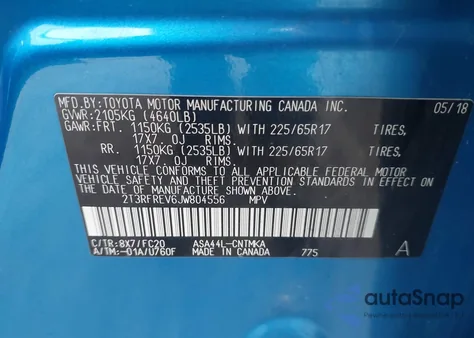 MFD.BY:TOYOTA MOTOR MANUFACTURING CANADA INC. 05/18
GVWR:2105KG (4640LB)
GAWR:FRT. 1150KG (2535LB) WITH 225/65R17 TIRES,
17X7.0J RIMS.
RR. 1150KG (2535LB) WITH 225/65R17 TIRES,
17X7.0J RIMS.
THIS VEHICLE CONFORMS TO ALL APPLICABLE FEDERAL MOTOR
VEHICLE SAFETY AND THEFT PREVENTION STANDARDS IN EFFECT ON
THE DATE OF MANUFACTURE SHOWN ABOVE.
2T3RFREV6JW804556 MPV
C/TR:8X7/FC20 ASA44L-CNTMKA A
A/TM:-01A/U760F MADE IN CANADA 775
autoSnap